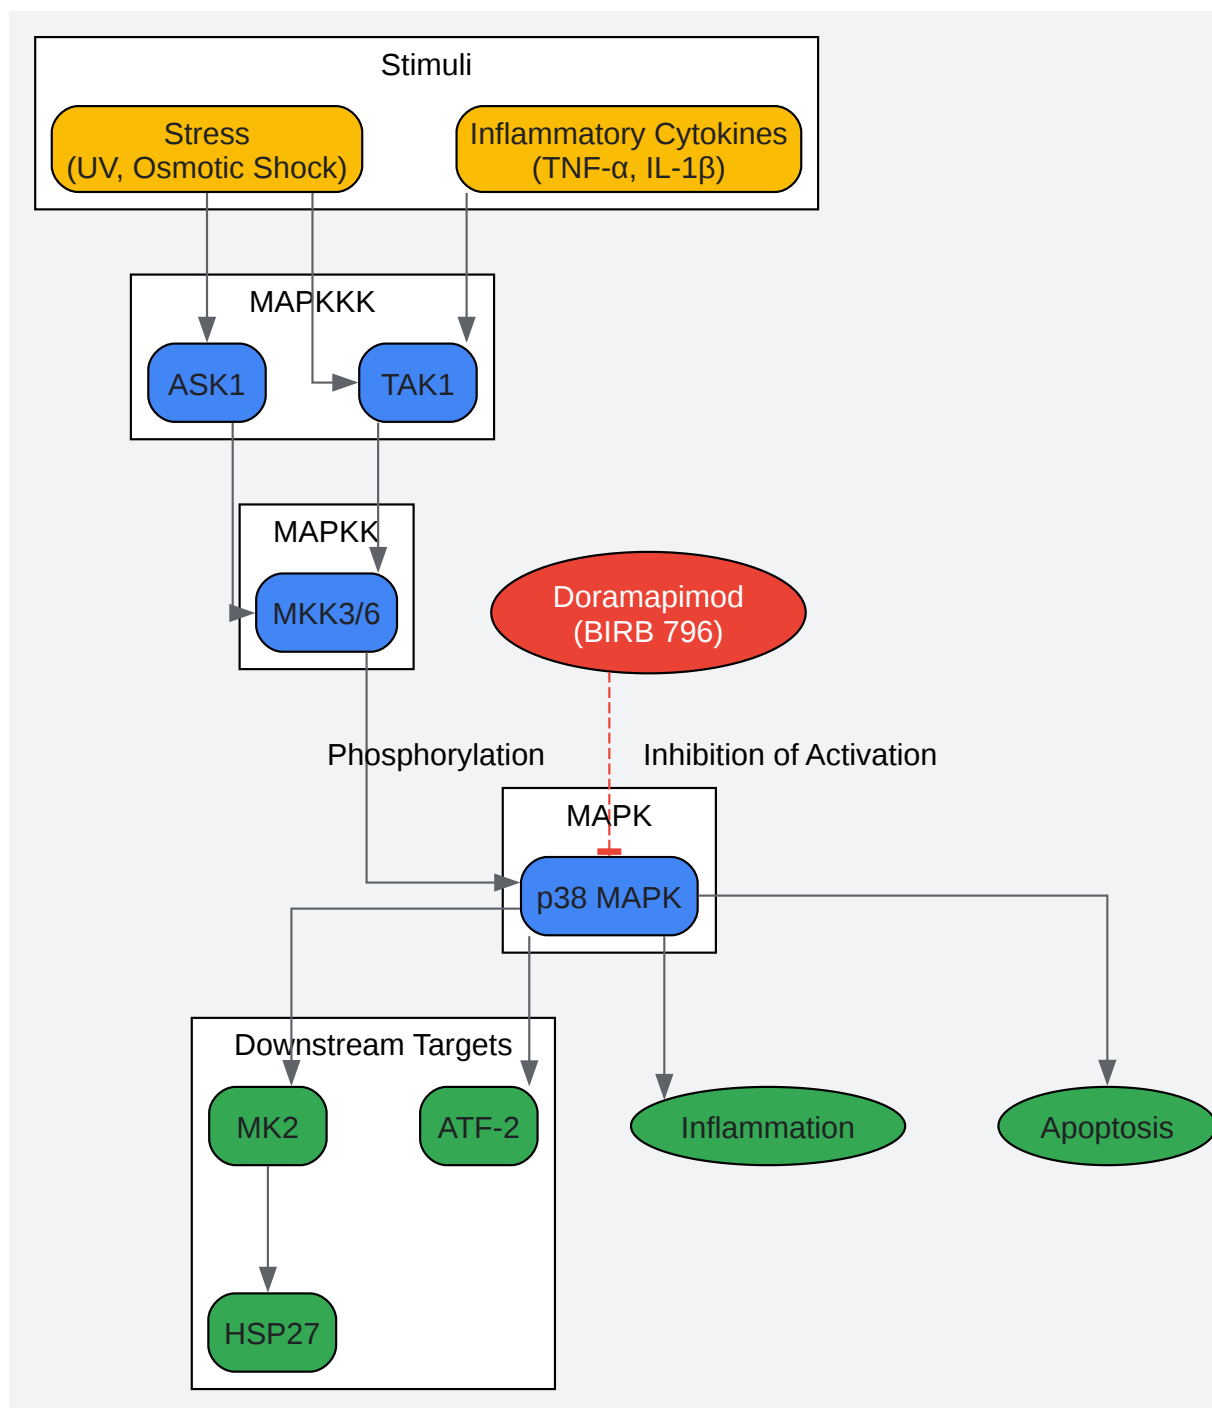 Stimuli
Stress
(UV, Osmotic Shock)
Inflammatory Cytokines
(TNF-α, IL-1β)
MAPKKK
ASK1
TAK1
MAPKK
MKK3/6
Doramapimod
(BIRB 796)
Phosphorylation
Inhibition of Activation
MAPK
p38 MAPK
Downstream Targets
MK2
ATF-2
Inflammation
Apoptosis
HSP27